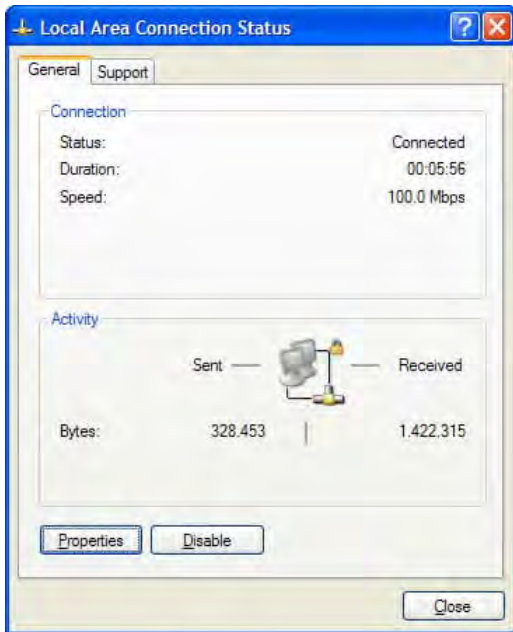 Local Area Connection Status
General Support
Connection
Status: Connected
Duration: 00:05:56
Speed: 100.0 Mbps
Activity
Sent Received
Bytes: 328.453 1.422.315
Properties Disable
Close